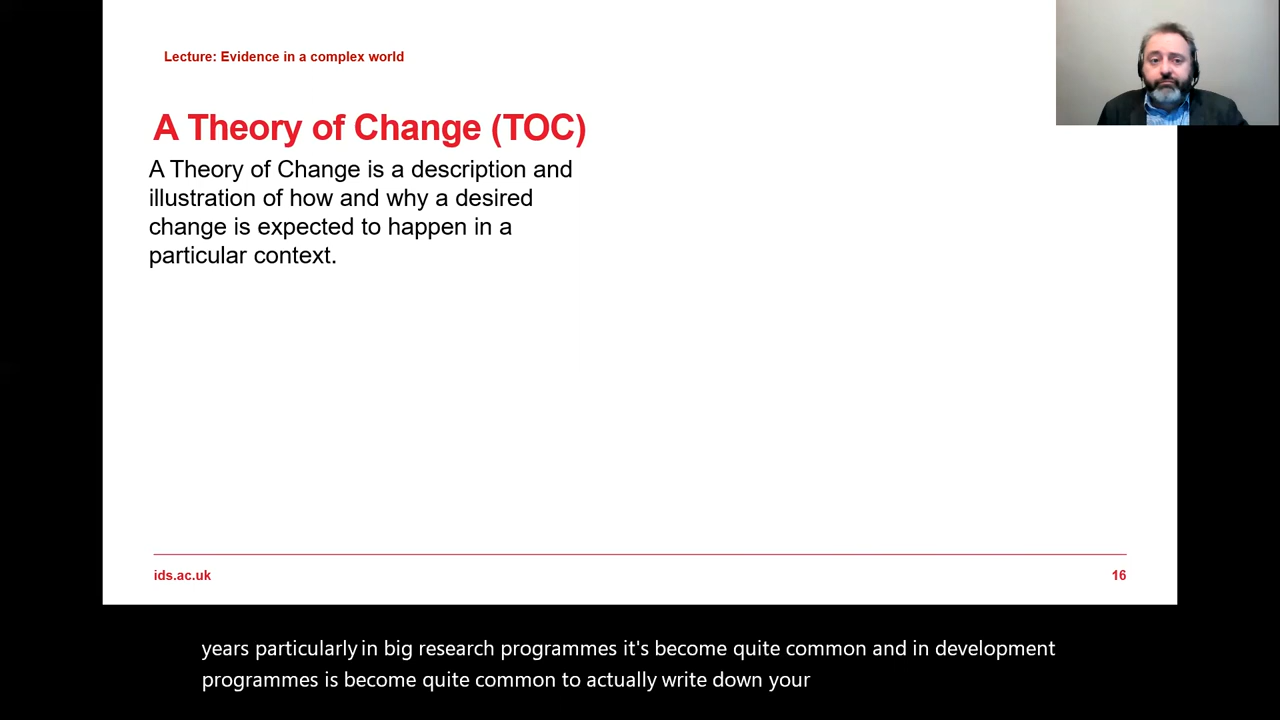 Lecture: Evidence in a complex world
A Theory of Change (TOC)
A Theory of Change is a description and
illustration of how and why a desired
change is expected to happen in a
particular context.
ids.ac.uk
16
years particularly in big research programmes it's become quite common and in development
programmes is become quite common to actually write down your